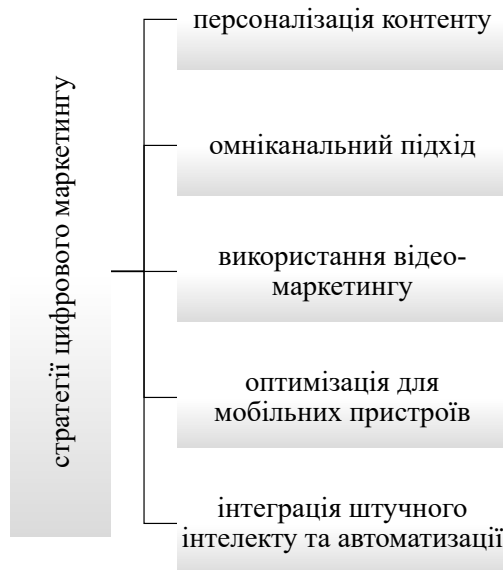 стратегії цифрового маркетингу
персоналізація контенту
омніканальний підхід
використання відео-
маркетингу
оптимізація для
мобільних пристроїв
інтеграція штучного
інтелекту та автоматизації